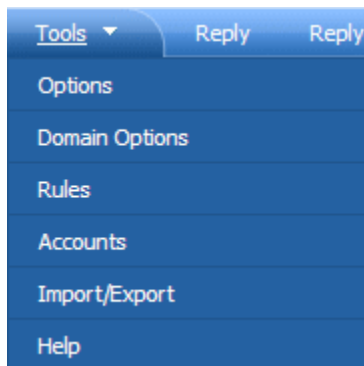 Tools Reply Reply
Options
Domain Options
Rules
Accounts
Import/Export
Help